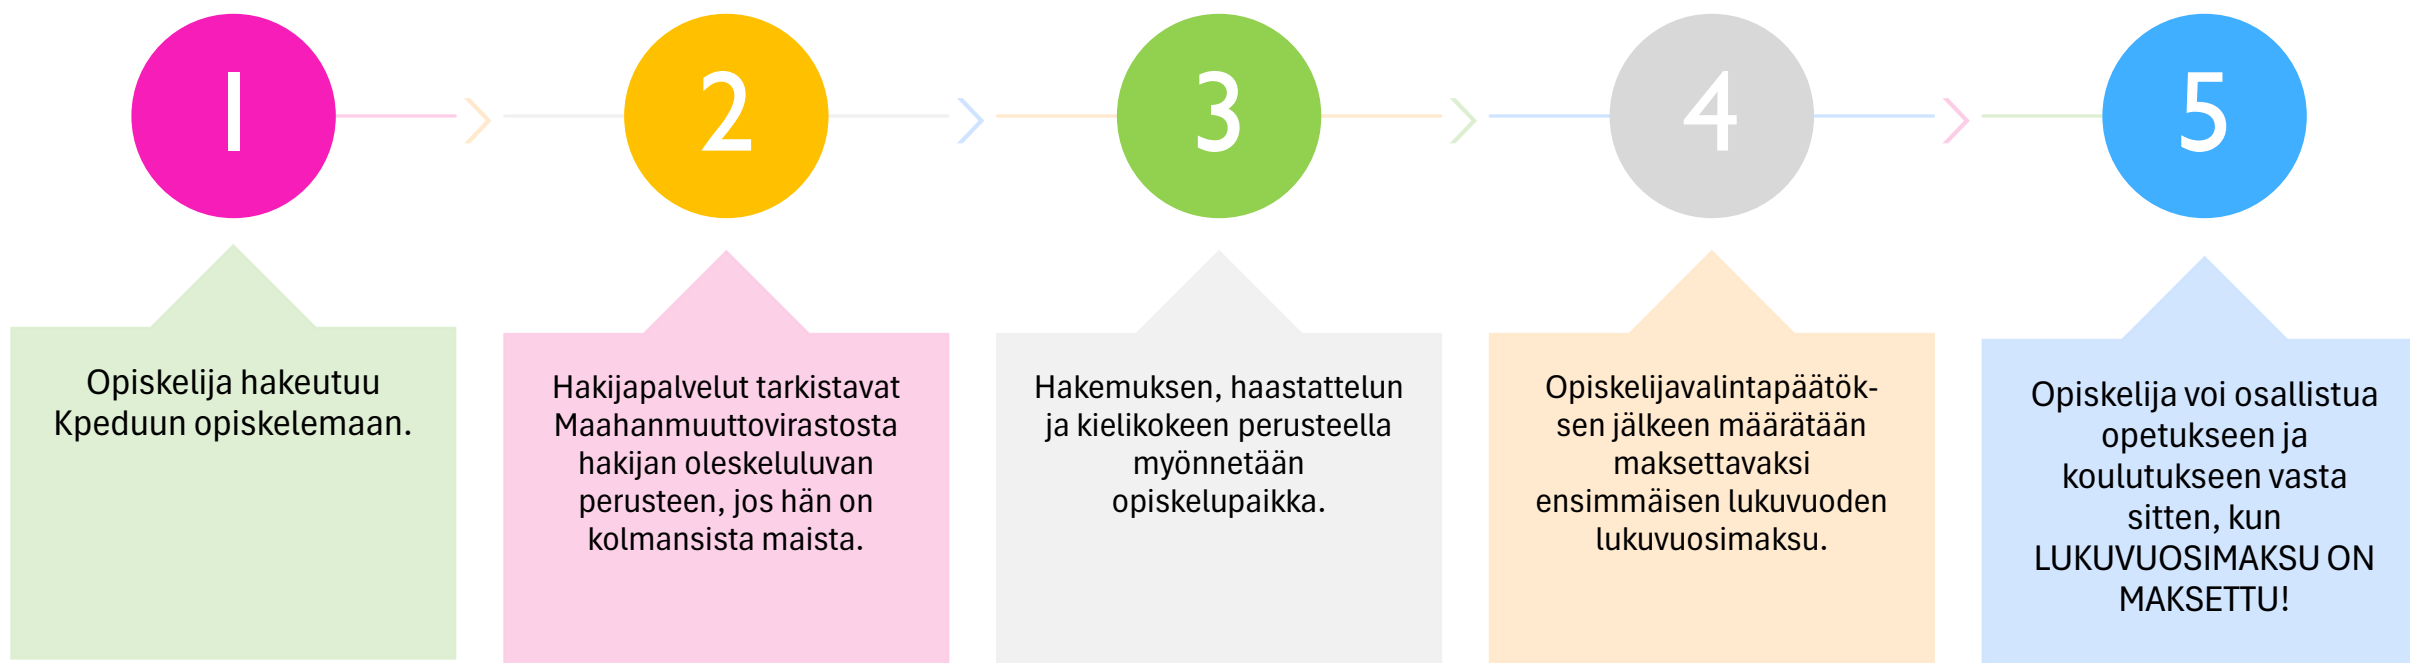 1
2
3
4
5
Opiskelija hakeutuu
Kpeduun opiskelemaan.
Hakijapalvelut tarkistavat
Maahanmuuttovirastosta
hakijan oleskeluluvan
perusteen, jos hän on
kolmansista maista.
Hakemuksen, haastattelun
ja kielikokeen perusteella
myönnetään
opiskelupaikka.
Opiskelijavalintapäätök-
sen jälkeen määrätään
maksettavaksi
ensimmäisen lukuvuoden
lukuvuosimaksu.
Opiskelija voi osallistua
opetukseen ja
koulutukseen vasta
sitten, kun
LUKUVUOSIMAKSU ON
MAKSETTU!